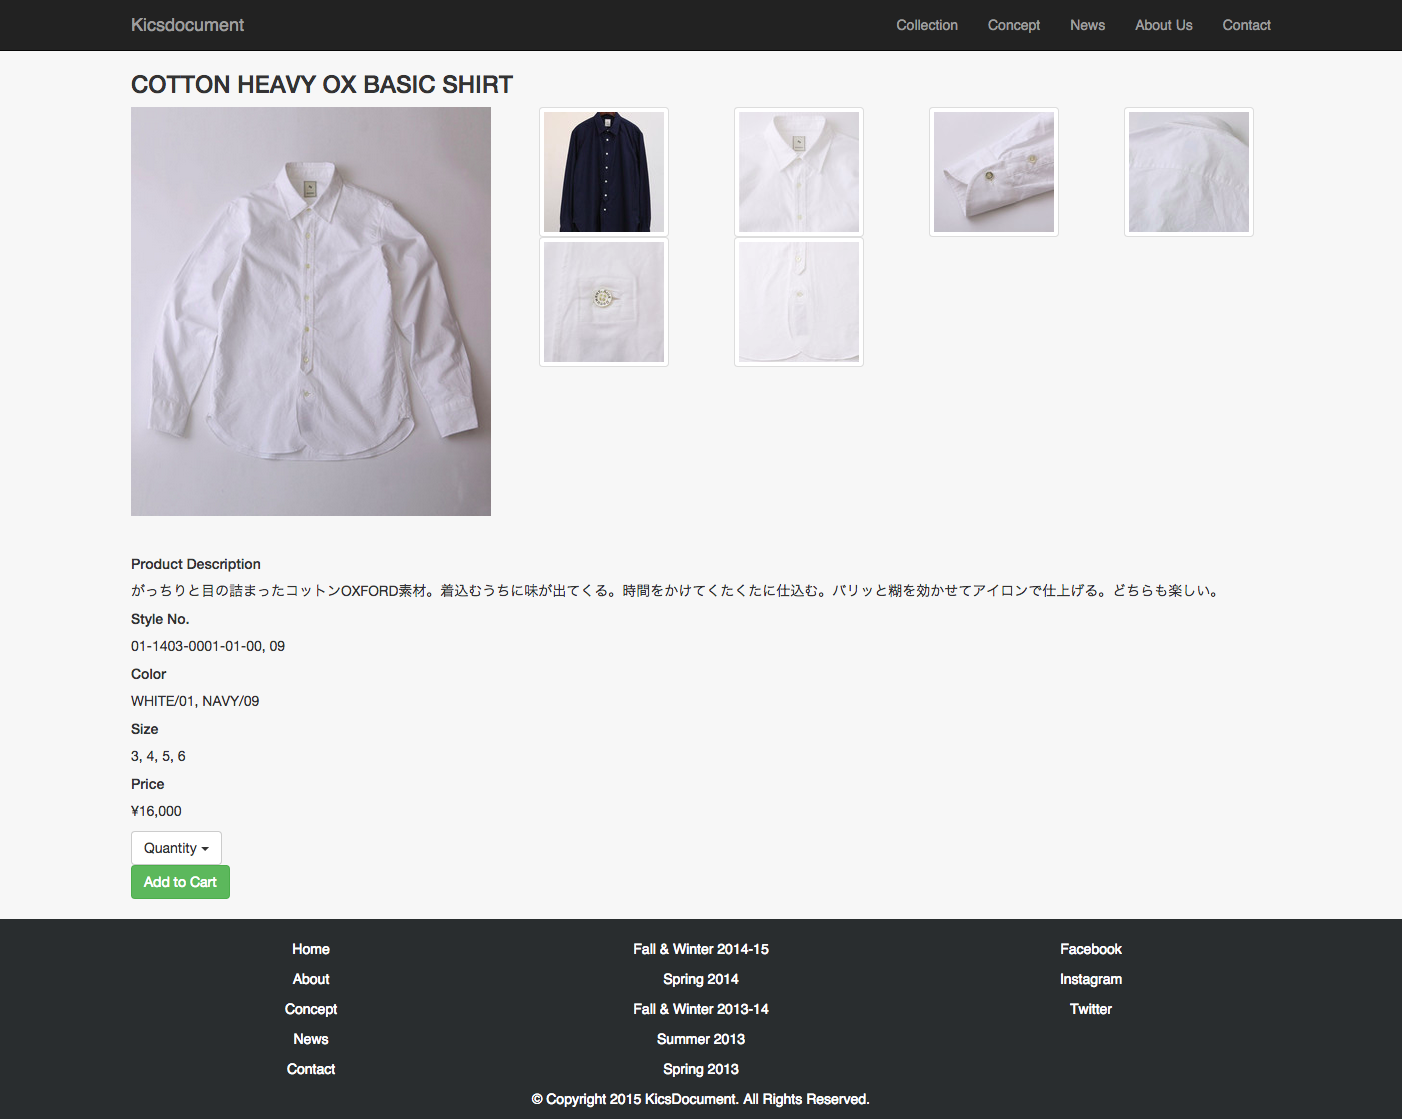 Kicsdocument
Collection Concept News About Us Contact
COTTON HEAVY OX BASIC SHIRT
Product Description
がっちりと目の詰まったコットンOXFORD素材。着込むうちに味が出てくる。時間をかけてくたくたに仕込む。パリッと糊を効かせてアイロンで仕上げる。どちらも楽しい。
Style No.
01-1403-0001-01-00, 09
Color
WHITE/01, NAVY/09
Size
3, 4, 5, 6
Price
¥16,000
Quantity
Add to Cart
Home
About
Concept
News
Contact
Fall & Winter 2014-15
Spring 2014
Fall & Winter 2013-14
Summer 2013
Spring 2013
Facebook
Instagram
Twitter
© Copyright 2015 KicsDocument. All Rights Reserved.